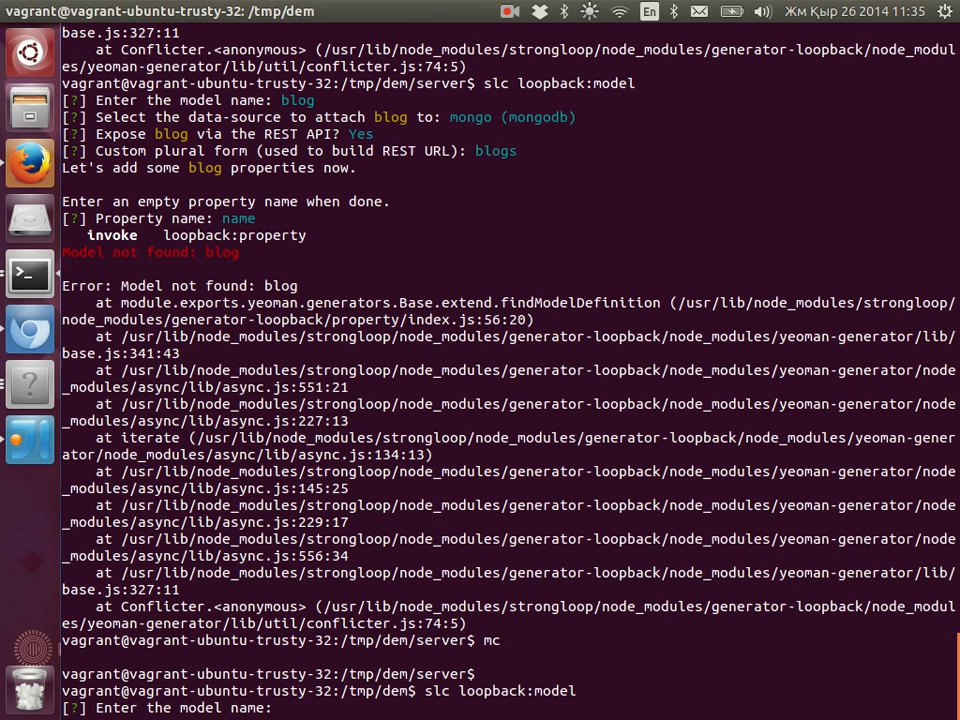 vagrant@vagrant-ubuntu-trusty-32: /tmp/dem
En
Жм Қыр 26 2014 11:35
base.js:327:11
at Conflicter.<anonymous> (/usr/lib/node_modules/strongloop/node_modules/generator-loopback/node_modul
es/yeoman-generator/lib/util/conflicter.js:74:5)
vagrant@vagrant-ubuntu-trusty-32:/tmp/dem/server$ slc loopback:model
[?] Enter the model name: blog
[?] Select the data-source to attach blog to: mongo (mongodb)
[?] Expose blog via the REST API? Yes
[?] Custom plural form (used to build REST URL): blogs
Let's add some blog properties now.
Enter an empty property name when done.
[?] Property name: name
invoke loopback:property
Model not found: blog
Error: Model not found: blog
at module.exports.yeoman.generators.Base.extend.findModelDefinition (/usr/lib/node_modules/strongloop/
node_modules/generator-loopback/property/index.js:56:20)
at /usr/lib/node_modules/strongloop/node_modules/generator-loopback/node_modules/yeoman-generator/lib/
base.js:341:43
at /usr/lib/node_modules/strongloop/node_modules/generator-loopback/node_modules/yeoman-generator/node
_modules/async/lib/async.js:551:21
at /usr/lib/node_modules/strongloop/node_modules/generator-loopback/node_modules/yeoman-generator/node
_modules/async/lib/async.js:227:13
at iterate (/usr/lib/node_modules/strongloop/node_modules/generator-loopback/node_modules/yeoman-gener
ator/node_modules/async/lib/async.js:134:13)
at /usr/lib/node_modules/strongloop/node_modules/generator-loopback/node_modules/yeoman-generator/node
_modules/async/lib/async.js:145:25
at /usr/lib/node_modules/strongloop/node_modules/generator-loopback/node_modules/yeoman-generator/node
_modules/async/lib/async.js:229:17
at /usr/lib/node_modules/strongloop/node_modules/generator-loopback/node_modules/yeoman-generator/node
_modules/async/lib/async.js:556:34
at /usr/lib/node_modules/strongloop/node_modules/generator-loopback/node_modules/yeoman-generator/lib/
base.js:327:11
at Conflicter.<anonymous> (/usr/lib/node_modules/strongloop/node_modules/generator-loopback/node_modul
es/yeoman-generator/lib/util/conflicter.js:74:5)
vagrant@vagrant-ubuntu-trusty-32:/tmp/dem/server$ mc
vagrant@vagrant-ubuntu-trusty-32:/tmp/dem/server$
vagrant@vagrant-ubuntu-trusty-32:/tmp/dem$ slc loopback:model
[?] Enter the model name: